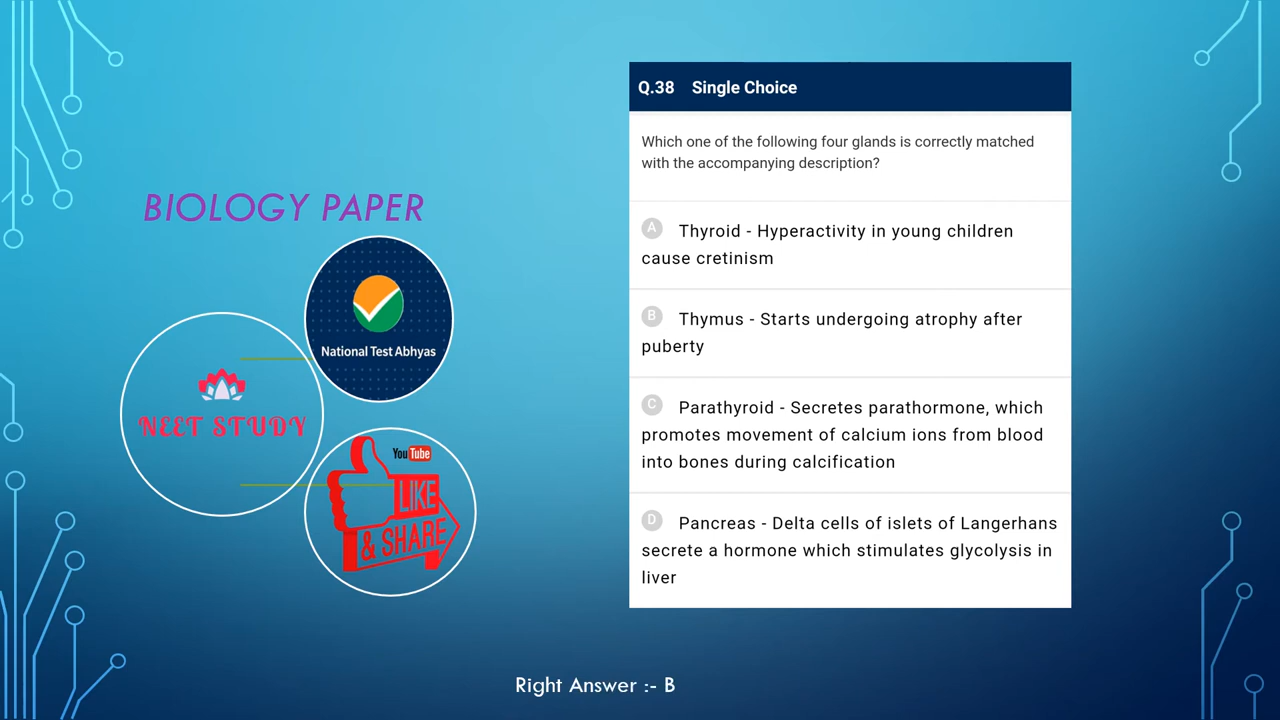 BIOLOGY PAPER
National Test Abhyas
NEET STUDY
YouTube
LIKE
& SHARE
Q.38 Single Choice
Which one of the following four glands is correctly matched
with the accompanying description?
A Thyroid - Hyperactivity in young children
cause cretinism
B Thymus - Starts undergoing atrophy after
puberty
C Parathyroid - Secretes parathormone, which
promotes movement of calcium ions from blood
into bones during calcification
D Pancreas - Delta cells of islets of Langerhans
secrete a hormone which stimulates glycolysis in
liver
Right Answer :- B